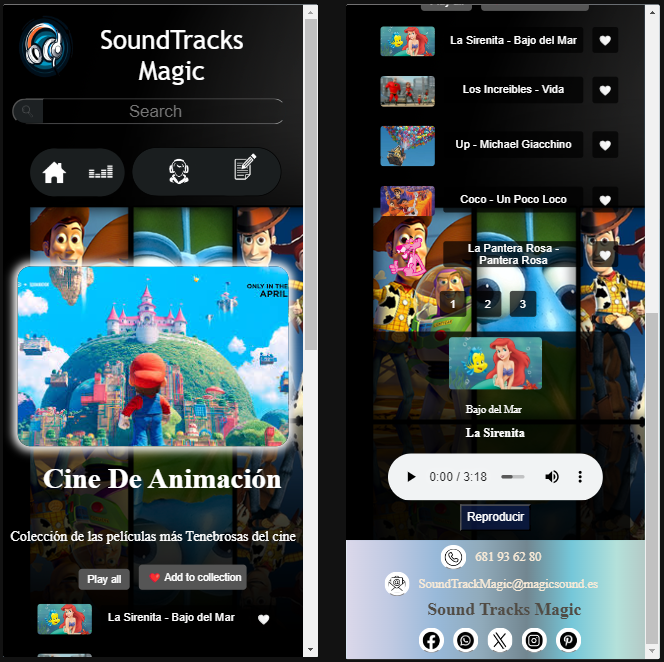 SoundTracks
Magic
Search
ONLY IN THE
APRIL
Cine De Animación
Colección de las películas más Tenebrosas del cine
Play all
❤️ Add to collection
La Sirenita - Bajo del Mar
La Sirenita - Bajo del Mar
Los Increibles - Vida
Up - Michael Giacchino
Coco - Un Poco Loco
La Pantera Rosa -
Pantera Rosa
1 2 3
Bajo del Mar
La Sirenita
0:00 / 3:18
Reproducir
681 93 62 80
SoundTrackMagic@magicsound.es
Sound Tracks Magic